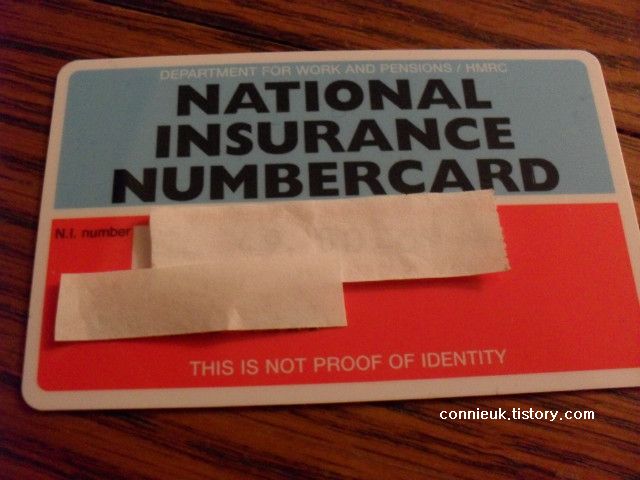 DEPARTMENT FOR WORK AND PENSIONS / HMRC
NATIONAL
INSURANCE
NUMBERCARD
N.I. number
THIS IS NOT PROOF OF IDENTITY
connieuk.tistory.com